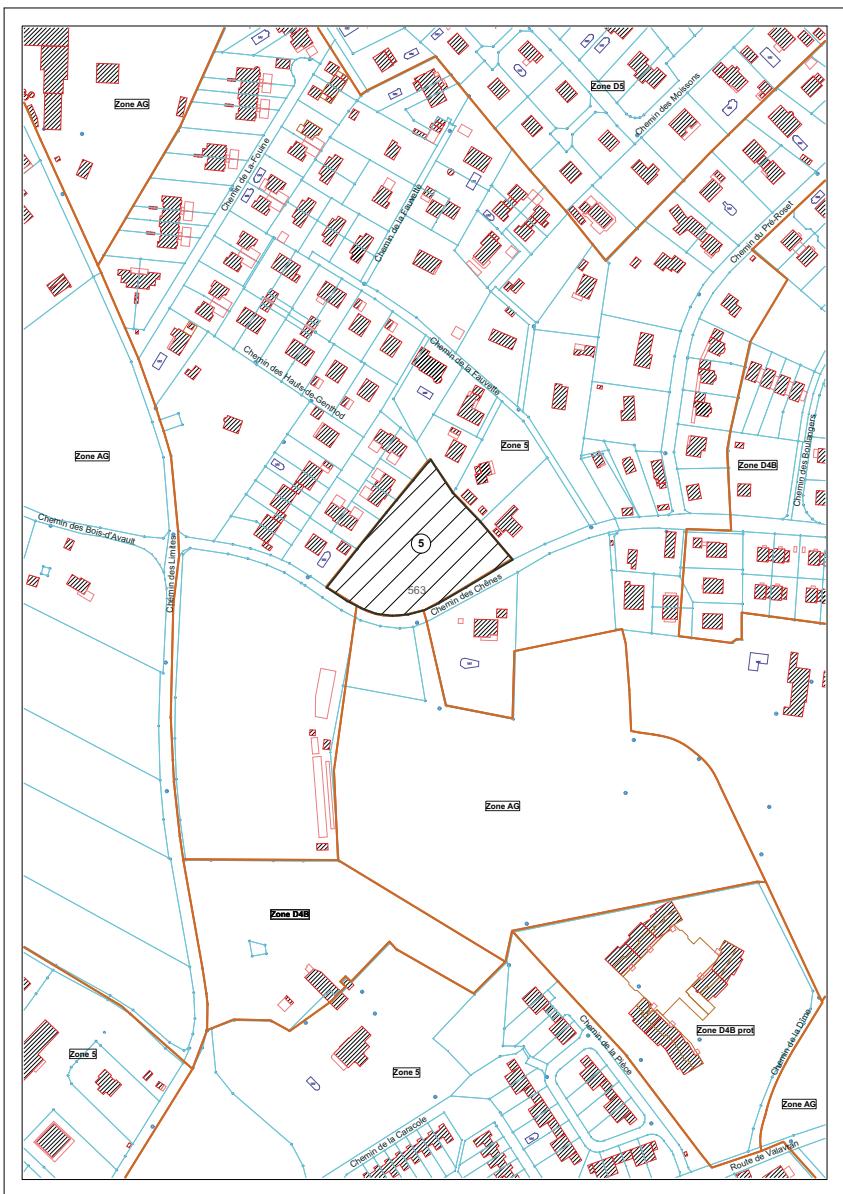 Zone D5
Chemin des Moissons
Zone AG
Chemin de La-Fouine
Chemin de la Fauvette
Chemin du Pré-Roset
Chemin de la Fauvette
Chemin des Hauts-de-Genthod
Zone 5
Zone AG
Zone D4B
Chemin des Boulangers
Chemin des Bois-d'Avault
Chemin des Limites
5
563
Chemin des Chênes
Zone AG
Zone D4B
Zone D4B prot
Chemin de la Dîme
Chemin de la Pièce
Zone 5
Zone 5
Zone AG
Chemin de la Caracole
Route de Valavran